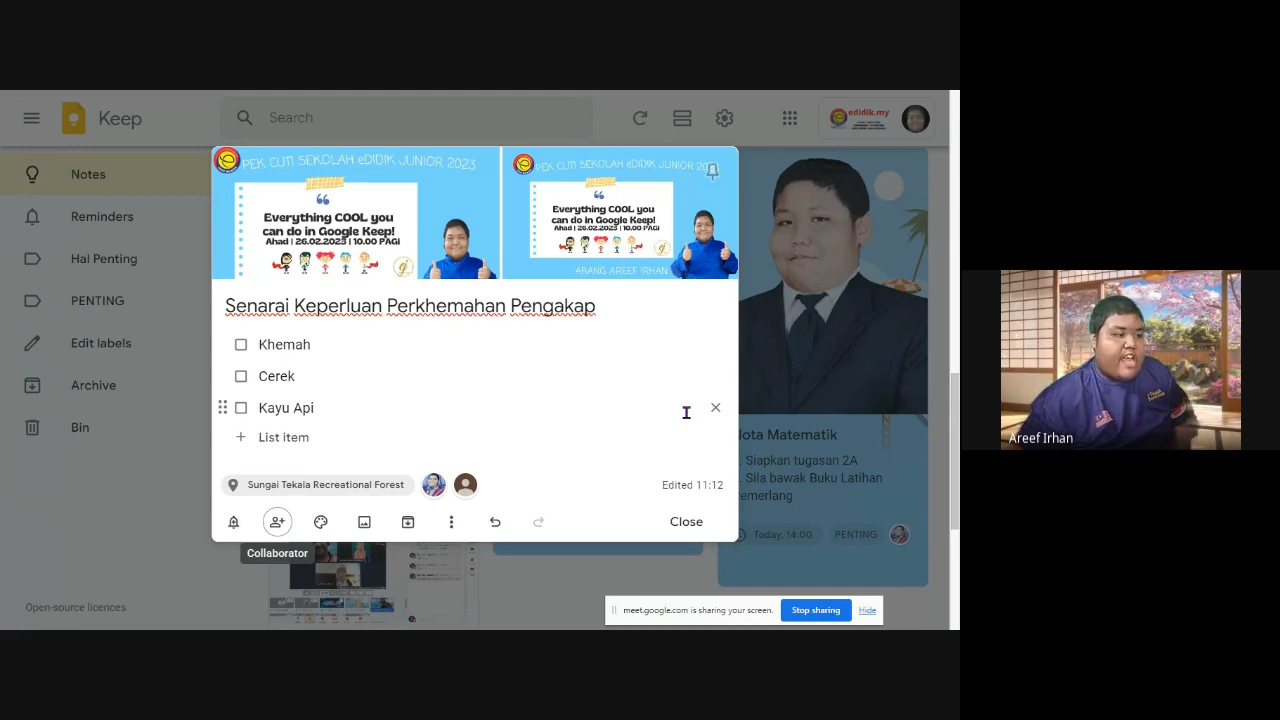 Keep
Search
edidik.my
Notes
Reminders
Hal Penting
PENTING
Edit labels
Archive
Bin
Open-source licences
PEK CUTI SEKOLAH eDIDIK JUNIOR 2023
Everything COOL you
can do in Google Keep!
Ahad | 26.02.2023 | 10.00 PAGI
PEK CUTI SEKOLAH eDIDIK JUNIOR 20
Everything COOL you
can do in Google Keep!
Ahad | 26.02.2023 | 10.00 PAGI
ABANG AREEF IRHAN
Senarai Keperluan Perkhemahan Pengakap
Khemah
Cerek
Kayu Api
List item
Sungai Tekala Recreational Forest
Edited 11:12
Close
Collaborator
Nota Matematik
. Siapkan tugasan 2A
. Sila bawak Buku Latihan
emerlang
Today, 14:00
PENTING
meet.google.com is sharing your screen.
Stop sharing
Hide
Areef Irhan